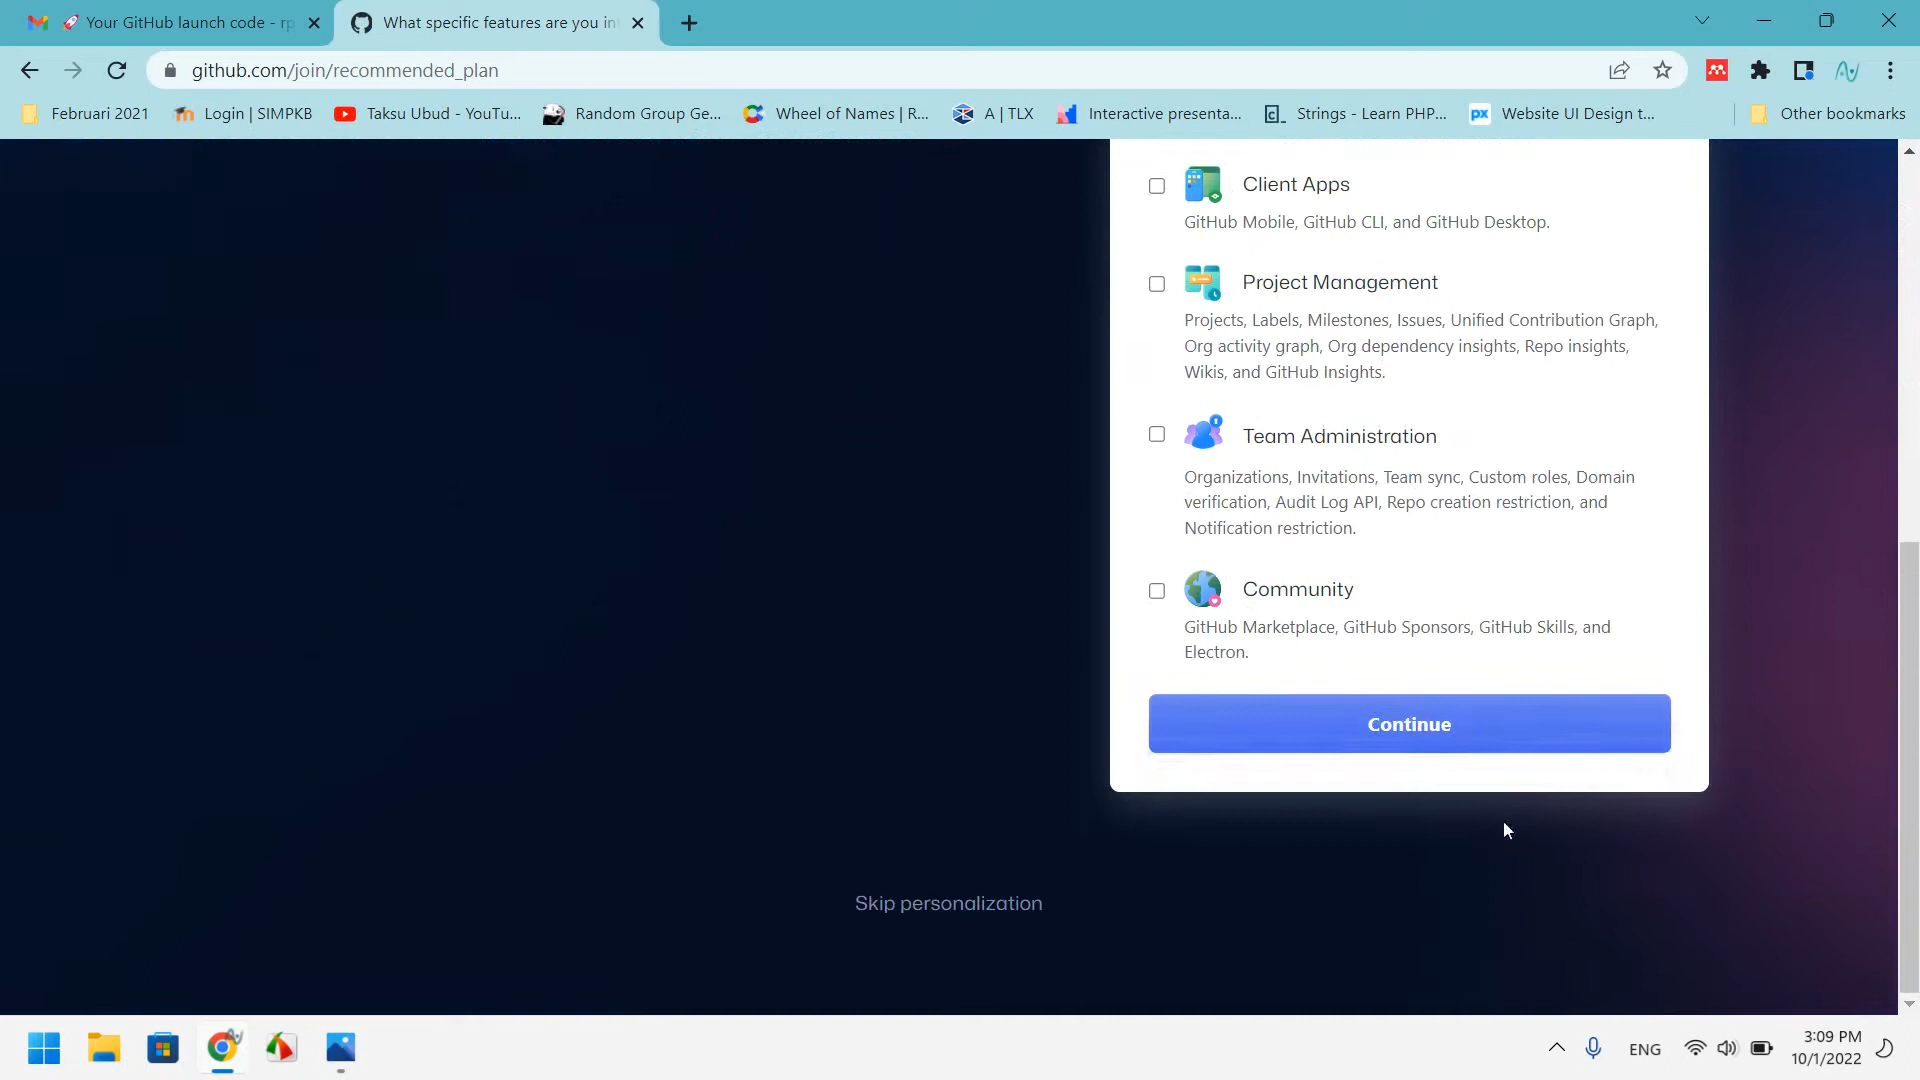 🚀 Your GitHub launch code - rp
What specific features are you in
github.com/join/recommended_plan
Februari 2021
Login | SIMPKB
Taksu Ubud - YouTu...
Random Group Ge...
Wheel of Names | R...
A | TLX
Interactive presenta...
Strings - Learn PHP...
px
Website UI Design t...
Other bookmarks
Client Apps
GitHub Mobile, GitHub CLI, and GitHub Desktop.
Project Management
Projects, Labels, Milestones, Issues, Unified Contribution Graph,
Org activity graph, Org dependency insights, Repo insights,
Wikis, and GitHub Insights.
Team Administration
Organizations, Invitations, Team sync, Custom roles, Domain
verification, Audit Log API, Repo creation restriction, and
Notification restriction.
Community
GitHub Marketplace, GitHub Sponsors, GitHub Skills, and
Electron.
Continue
Skip personalization
ENG
3:09 PM
10/1/2022